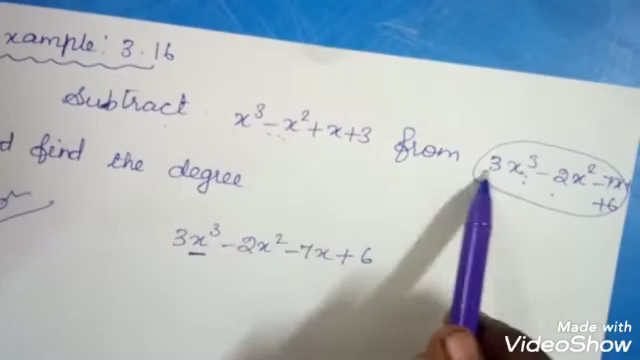 xample: 3.16
Subtract x³ - x² + x + 3 from 3x³ - 2x² - 7x
+6
d find the degree
3x³ - 2x² - 7x + 6
Made with
VideoShow